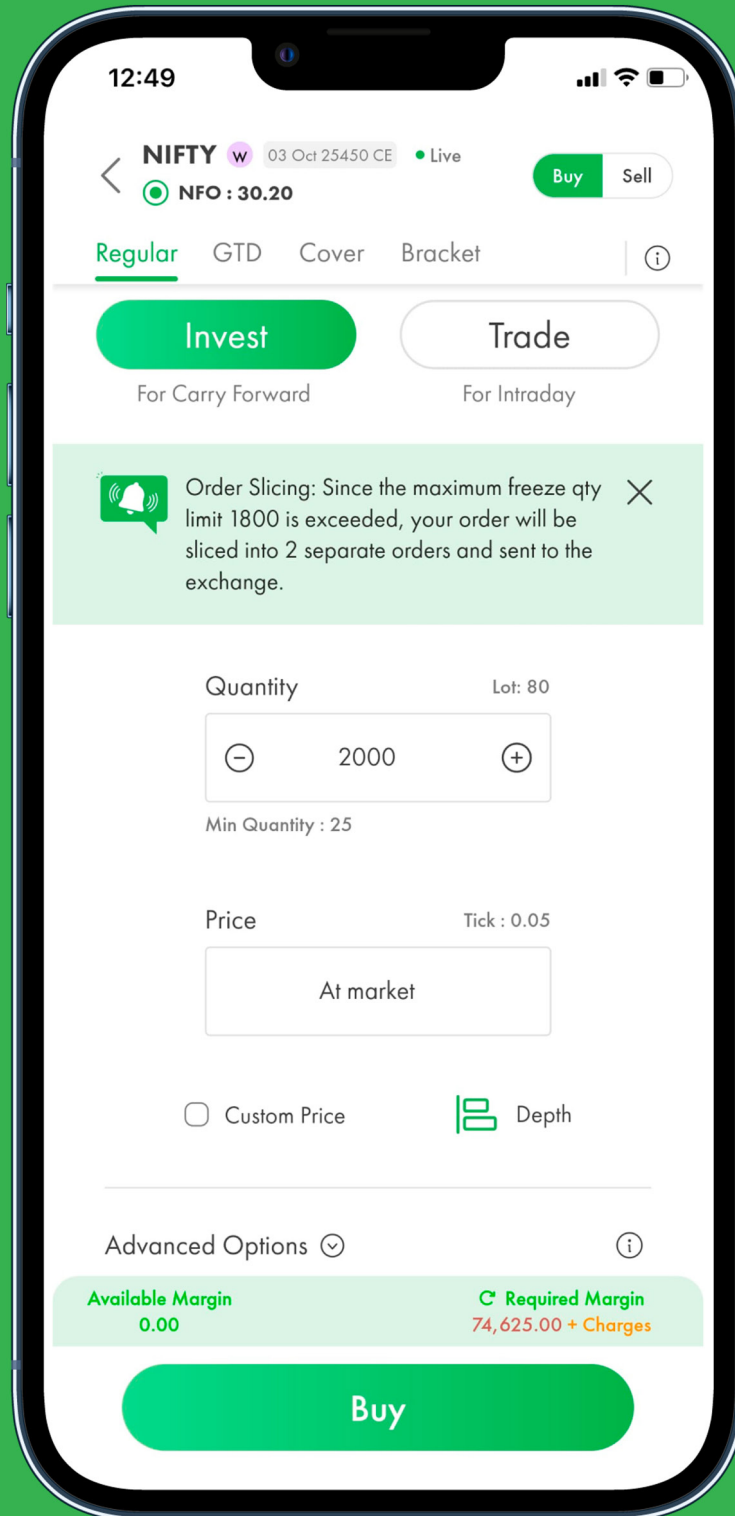 12:49
NIFTY W 03 Oct 25450 CE Live
NFO : 30.20
Buy Sell
Regular GTD Cover Bracket
Invest Trade
For Carry Forward For Intraday
Order Slicing: Since the maximum freeze qty
limit 1800 is exceeded, your order will be
sliced into 2 separate orders and sent to the
exchange.
Quantity Lot: 80
2000
Min Quantity : 25
Price Tick : 0.05
At market
Custom Price Depth
Advanced Options
Available Margin Required Margin
0.00 74,625.00 + Charges
Buy